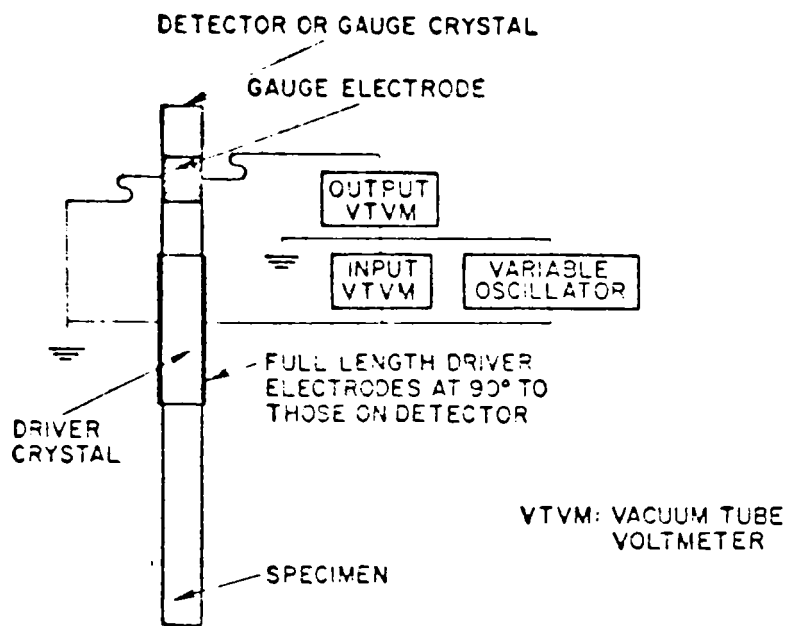 DETECTOR OR GAUGE CRYSTAL
GAUGE ELECTRODE
OUTPUT
VTVM
INPUT
VTVM
VARIABLE
OSCILLATOR
FULL LENGTH DRIVER
ELECTRODES AT 90° TO
THOSE ON DETECTOR
DRIVER
CRYSTAL
VTVM: VACUUM TUBE
VOLTMETER
SPECIMEN